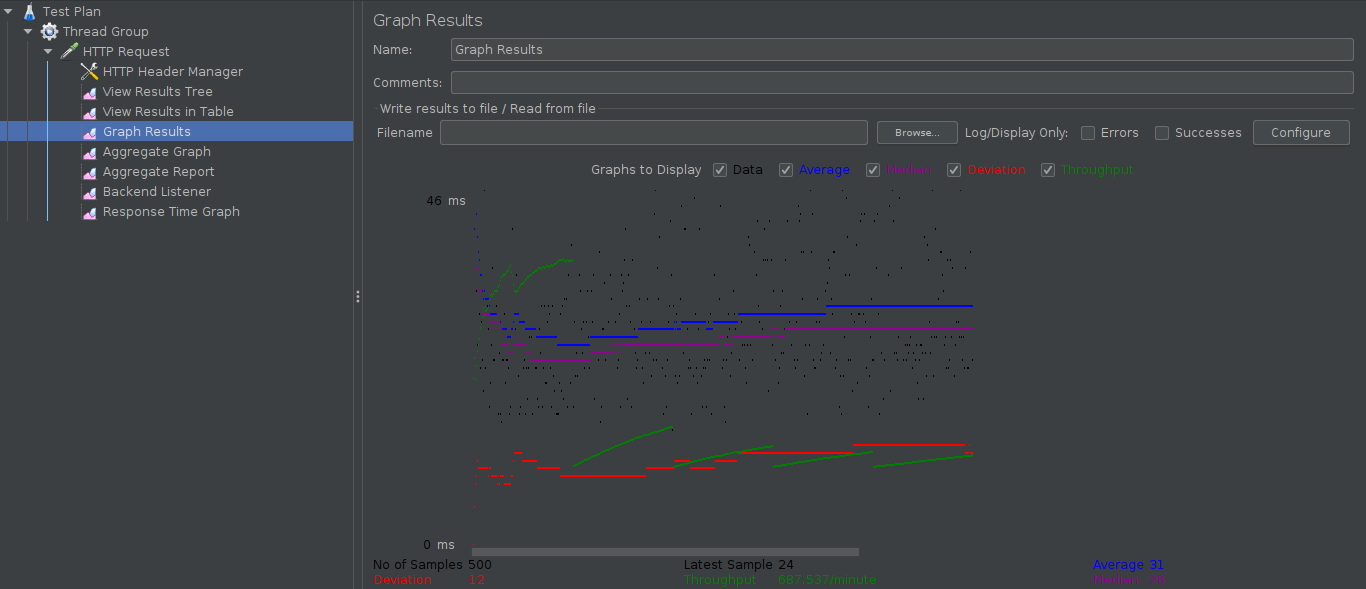 Test Plan
Thread Group
HTTP Request
HTTP Header Manager
View Results Tree
View Results in Table
Graph Results
Aggregate Graph
Aggregate Report
Backend Listener
Response Time Graph
Graph Results
Name: Graph Results
Comments:
Write results to file / Read from file
Filename Browse... Log/Display Only: Errors Successes Configure
Graphs to Display Data Average Median Deviation Throughput
46 ms
0 ms
No of Samples 500 Latest Sample 24 Average 31
Deviation 12 Throughput 687.537/minute Median